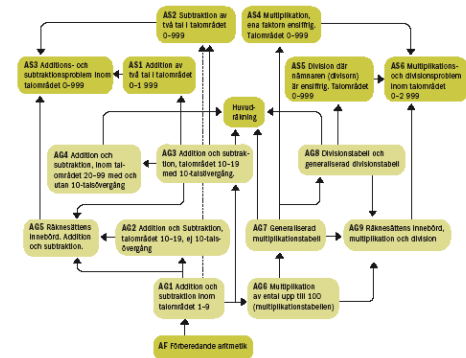 AS2 Subtraktion av
två tal i talområdet
0-999
AS4 Multiplikation,
ena faktorn ensiffrig.
Talområdet 0-999
AS3 Additions- och
subtraktionsproblem inom
talområdet 0-999
AS1 Addition av
två tal i talområdet
0-1 999
AS5 Division där
nämnaren (divisorn) är
ensiffrig. Talområdet
0-999
AS6 Multiplikations-
och divisionsproblem
inom talområdet
0-2 999
Huvud-
räkning
AG4 Addition och
subtraktion, inom tal-
området 20-99 med och
utan 10-talsövergång.
AG3 Addition och subtrak-
tion, talområdet 10-19
med 10-talsövergång.
AG8 Divisionstabell och
generaliserad divisionstabell
AG5 Räknesättens
innebörd. Addition
och subtraktion.
AG2 Addition och Subtraktion,
talområdet 10-19, ej 10-tals-
övergång
AG7 Generaliserad
multiplikationstabell
AG9 Räknesättens innebörd,
multiplikation och division
AG1 Addition och
subtraktion inom
talområdet 1-9
AG6 Multiplikation
av ental upp till 100
(multiplikationstabellen)
AF Förberedande aritmetik